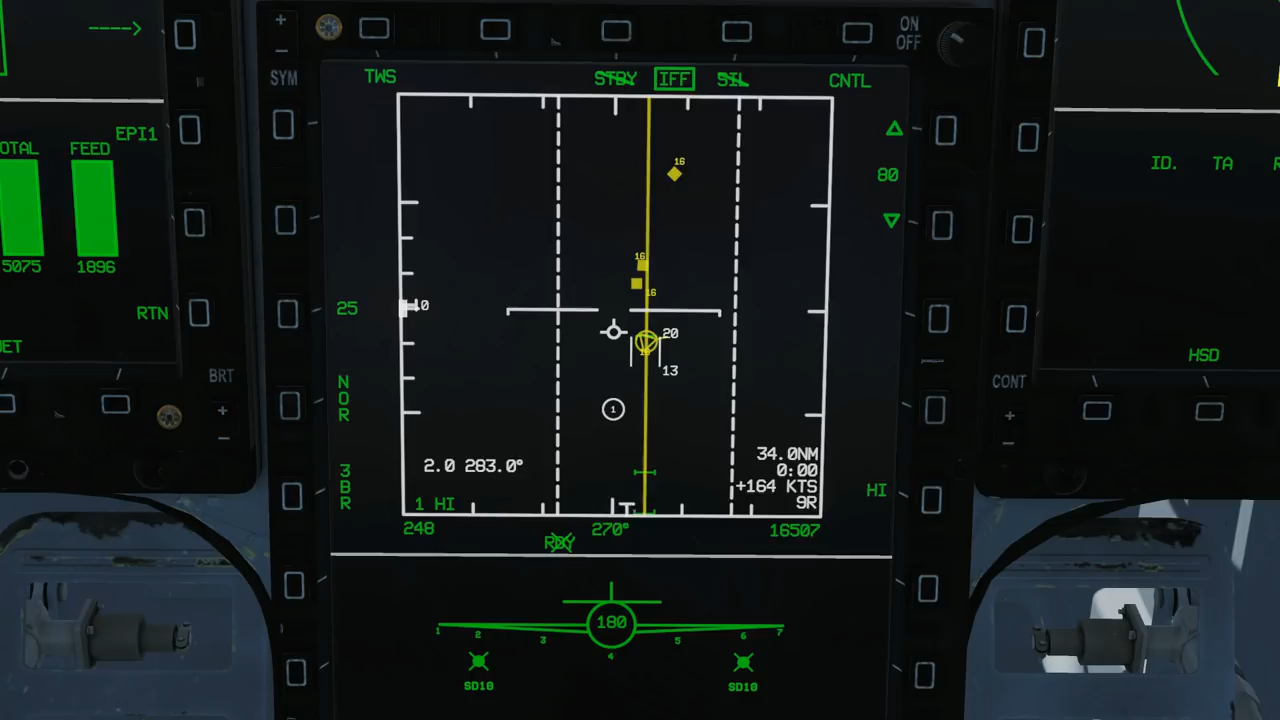 ---->
ON
OFF
SYM
TWS
STBY
IFF
SIL
CNTL
EPI1
FEED
5075
1896
RTN
BRT
16
80
16
16
25
10
20
13
1
NOR
3BR
2.0 283.0°
34.0NM
0:00
+164 KTS
9R
1 HI
HI
248
270°
16507
RDY
T
ID.
TA
HSD
CONT
180
1
2
3
4
5
6
7
SD10
SD10